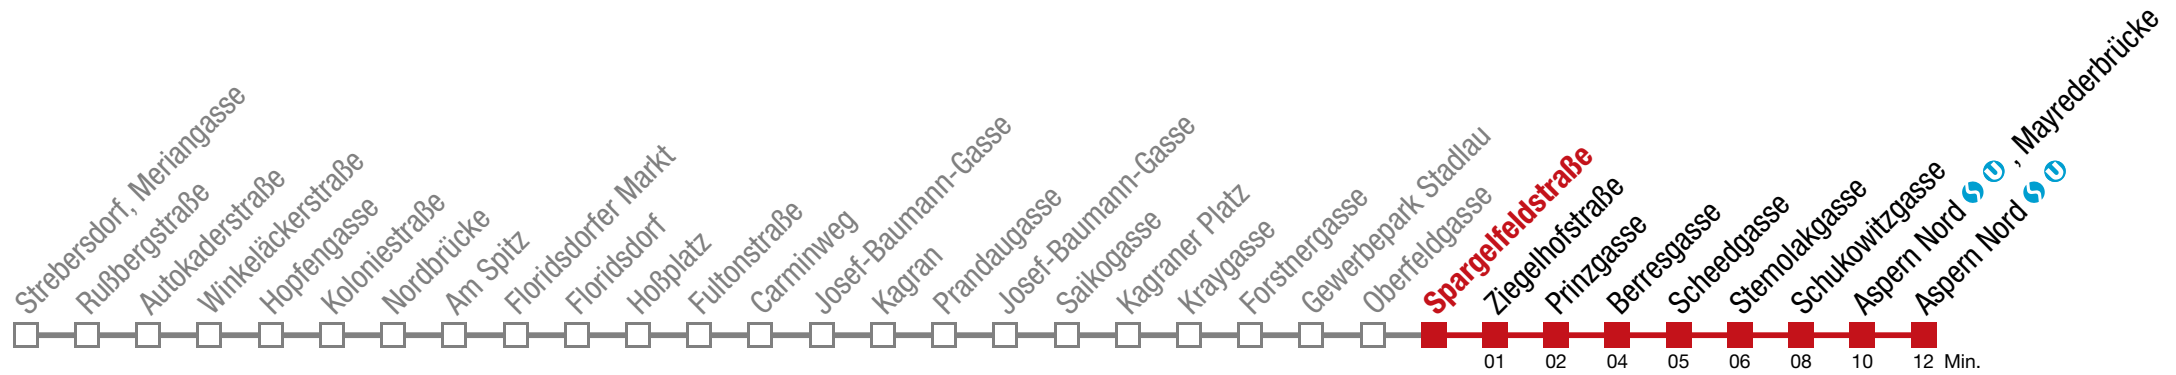 Strebersdorf, Meriangasse
Rußbergstraße
Autokaderstraße
Winkeläckerstraße
Hopfengasse
Koloniestraße
Nordbrücke
Am Spitz
Floridsdorfer Markt
Floridsdorf
Hoßplatz
Fultonstraße
Carminweg
Josef-Baumann-Gasse
Kagran
Prandaugasse
Josef-Baumann-Gasse
Saikogasse
Kagraner Platz
Kraygasse
Forstnergasse
Gewerbepark Stadlau
Oberfeldgasse
Spargelfeldstraße
Ziegelhofstraße
Prinzgasse
Berresgasse
Scheedgasse
Stemolakgasse
Schukowitzgasse
Aspern Nord S U , Mayrederbrücke
Aspern Nord S U
01 02 04 05 06 08 10 12 Min.